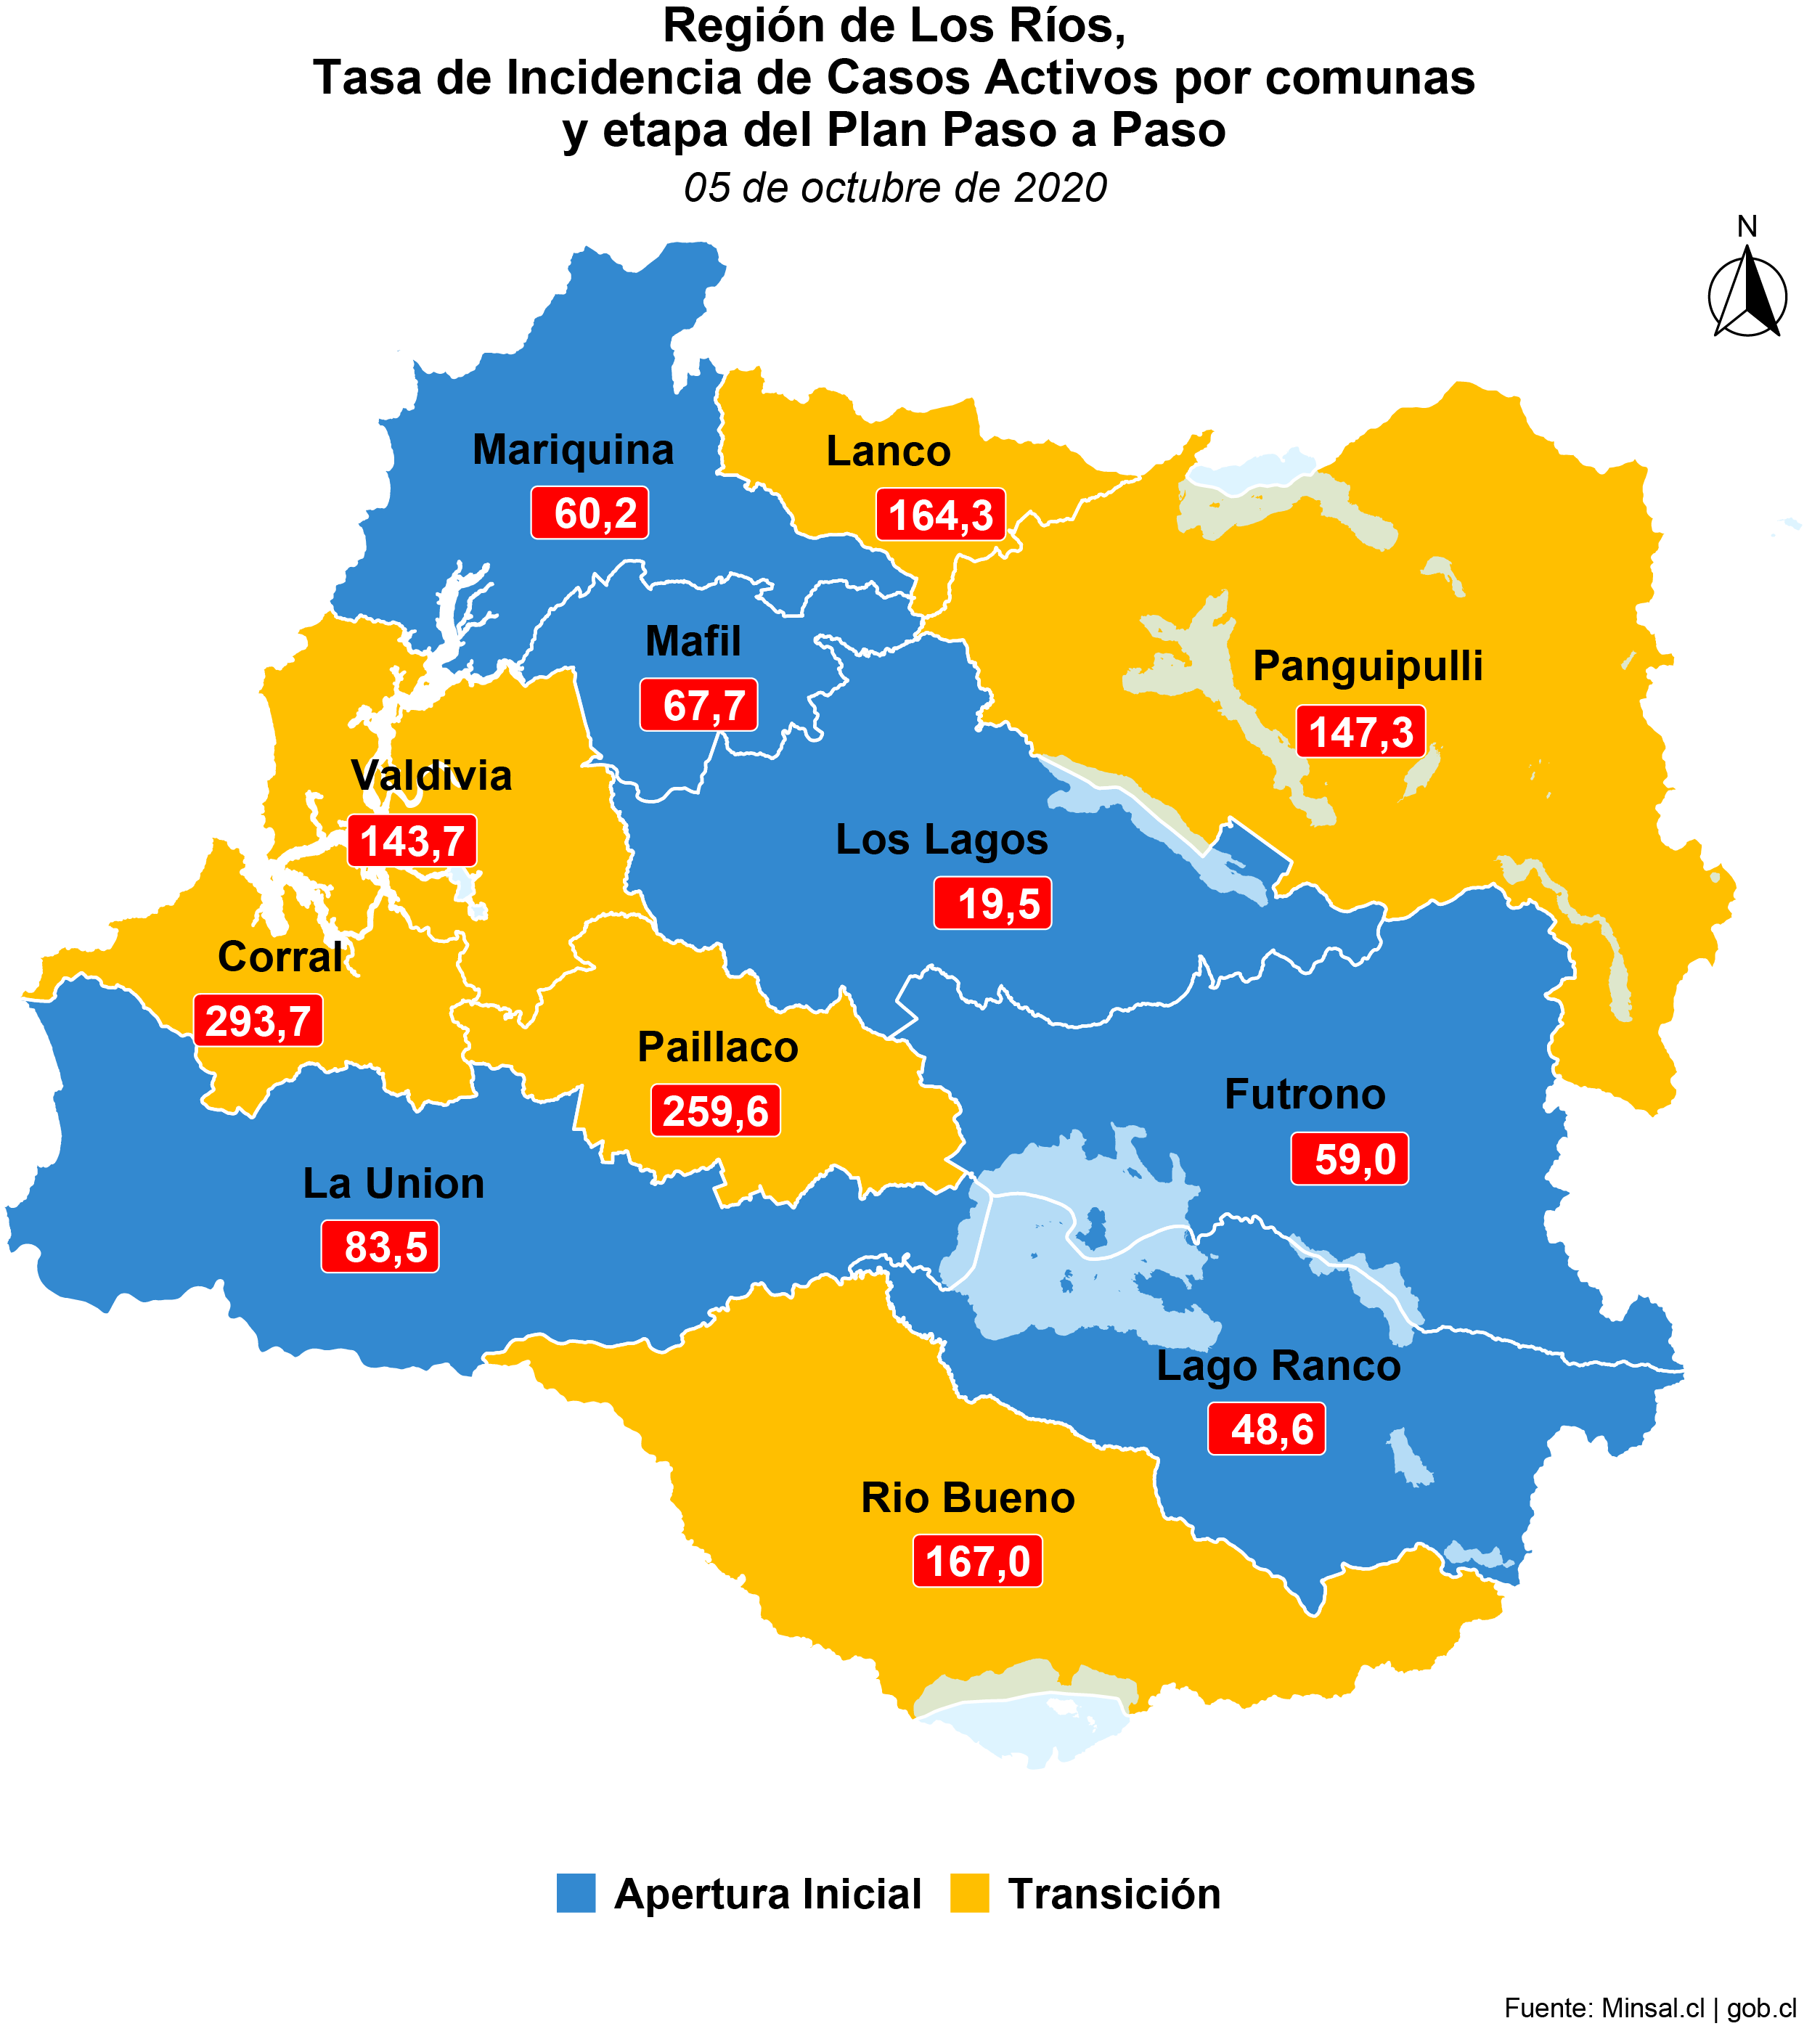 Región de Los Ríos,
Tasa de Incidencia de Casos Activos por comunas
y etapa del Plan Paso a Paso
05 de octubre de 2020
N
Mariquina
60,2
Lanco
164,3
Mafil
67,7
Panguipulli
147,3
Valdivia
143,7
Los Lagos
19,5
Corral
293,7
Paillaco
259,6
Futrono
59,0
La Union
83,5
Lago Ranco
48,6
Rio Bueno
167,0
Apertura Inicial
Transición
Fuente: Minsal.cl | gob.cl